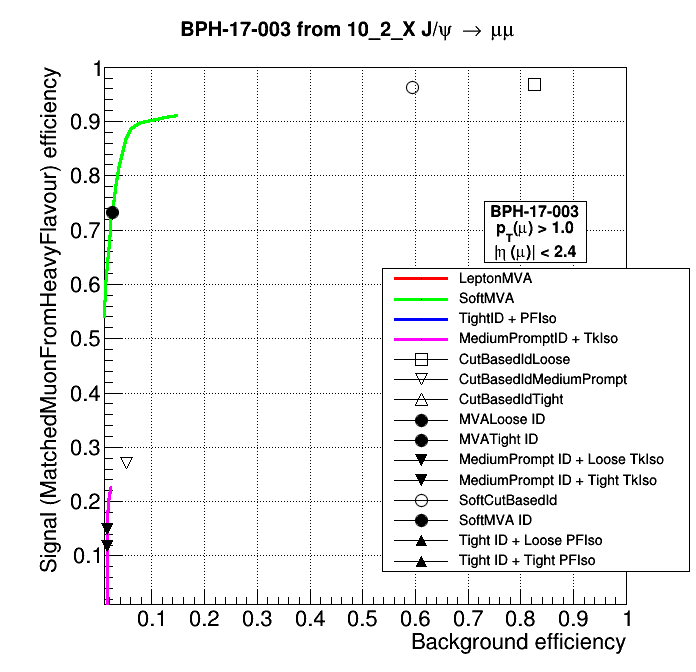 BPH-17-003 from 10_2_X J/ψ → μμ
Signal (MatchedMuonFromHeavyFlavour) efficiency
1
0.9
0.8
0.7
0.6
0.5
0.4
0.3
0.2
0.1
BPH-17-003
pT(μ) > 1.0
|η (μ)| < 2.4
LeptonMVA
SoftMVA
TightID + PFIso
MediumPromptID + TkIso
CutBasedIdLoose
CutBasedIdMediumPrompt
CutBasedIdTight
MVALoose ID
MVATight ID
MediumPrompt ID + Loose TkIso
MediumPrompt ID + Tight TkIso
SoftCutBasedId
SoftMVA ID
Tight ID + Loose PFIso
Tight ID + Tight PFIso
0.1 0.2 0.3 0.4 0.5 0.6 0.7 0.8 0.9 1
Background efficiency